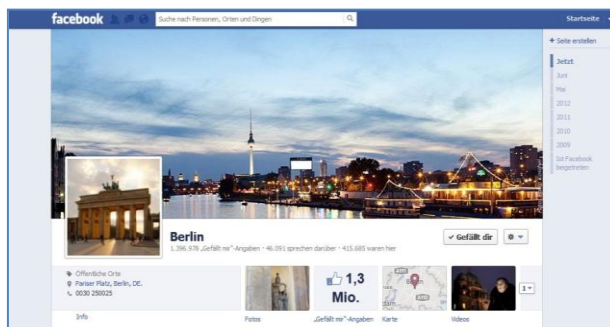 facebook
Suche nach Personen, Orten und Dingen
Startseite
+ Seite erstellen
Jetzt
Juni
Mai
2012
2011
2010
2009
Ist Facebook
beigetreten
Berlin
1.396.978 „Gefällt mir“-Angaben · 46.091 sprechen darüber · 415.685 waren hier
✓ Gefällt dir
Öffentliche Orte
Pariser Platz, Berlin, DE.
0030 250025
Info
1,3
Mio.
Berlin
1
Fotos
„Gefällt mir“-Angaben
Karte
Videos